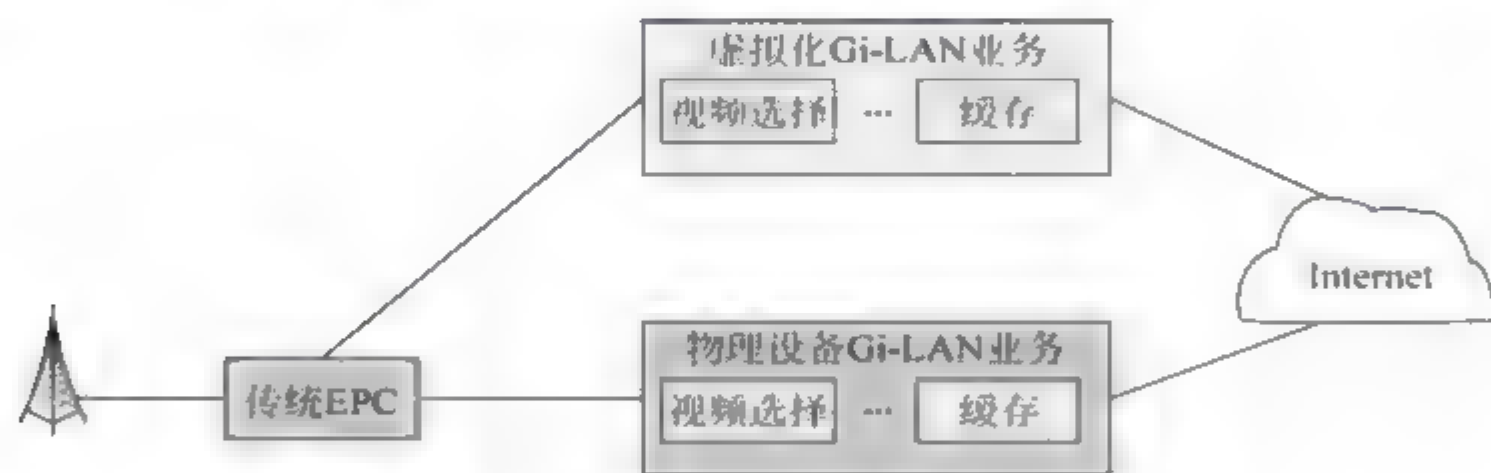 虚拟化Gi-LAN业务
视频选择 ... 缓存
Internet
物理设备Gi-LAN业务
传统EPC
视频选择 ... 缓存